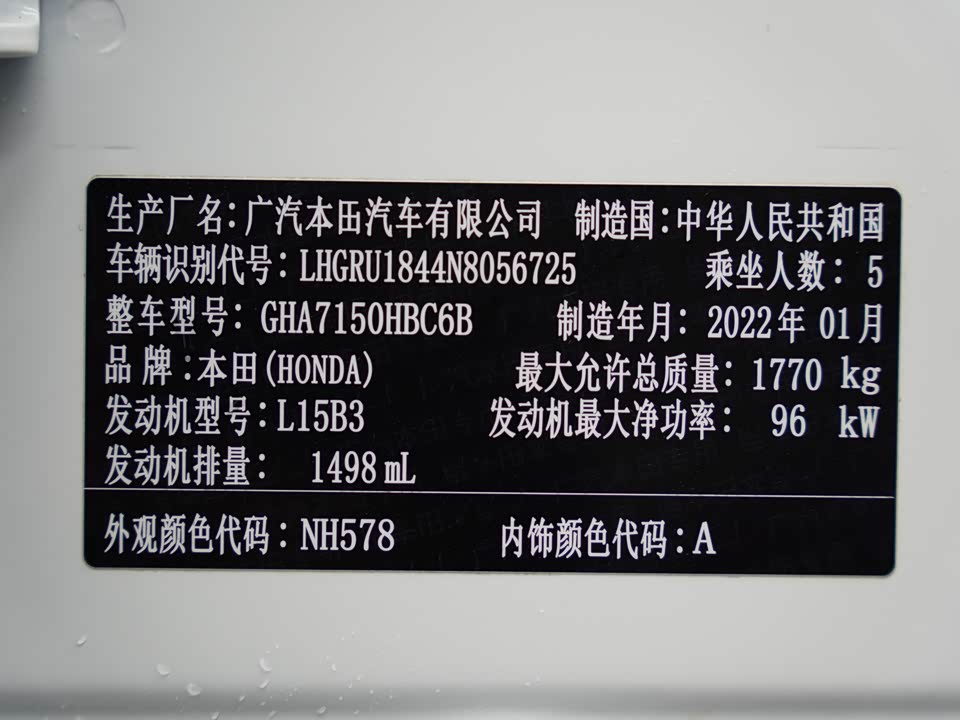 生产厂名:广汽本田汽车有限公司 制造国:中华人民共和国
车辆识别代号:LHGRU1844N8056725 乘坐人数:5
整车型号:GHA7150HBC6B 制造年月:2022年01月
品牌:本田(HONDA) 最大允许总质量:1770 kg
发动机型号:L15B3 发动机最大净功率:96 kW
发动机排量:1498 mL
外观颜色代码:NH578 内饰颜色代码:A